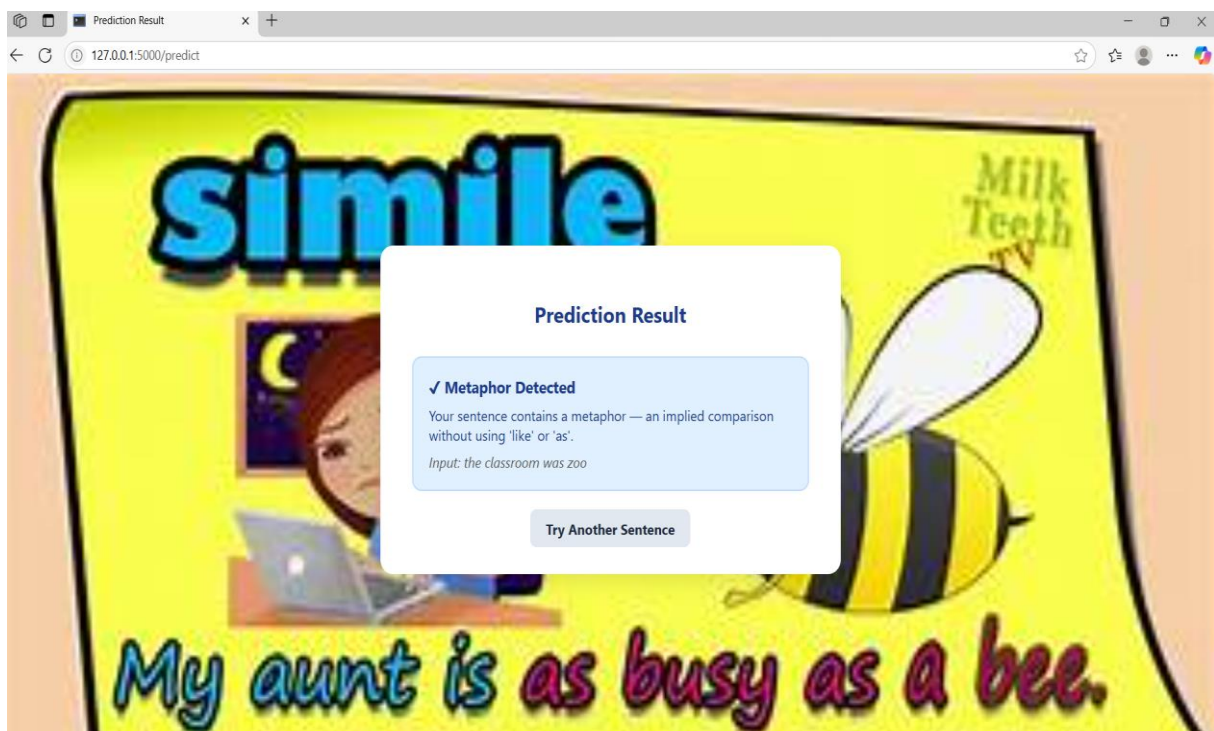 Prediction Result
127.0.0.1:5000/predict
simile
Milk
Teeth
TV
Prediction Result
✓ Metaphor Detected
Your sentence contains a metaphor — an implied comparison
without using 'like' or 'as'.
Input: the classroom was zoo
Try Another Sentence
My aunt is as busy as a bee.